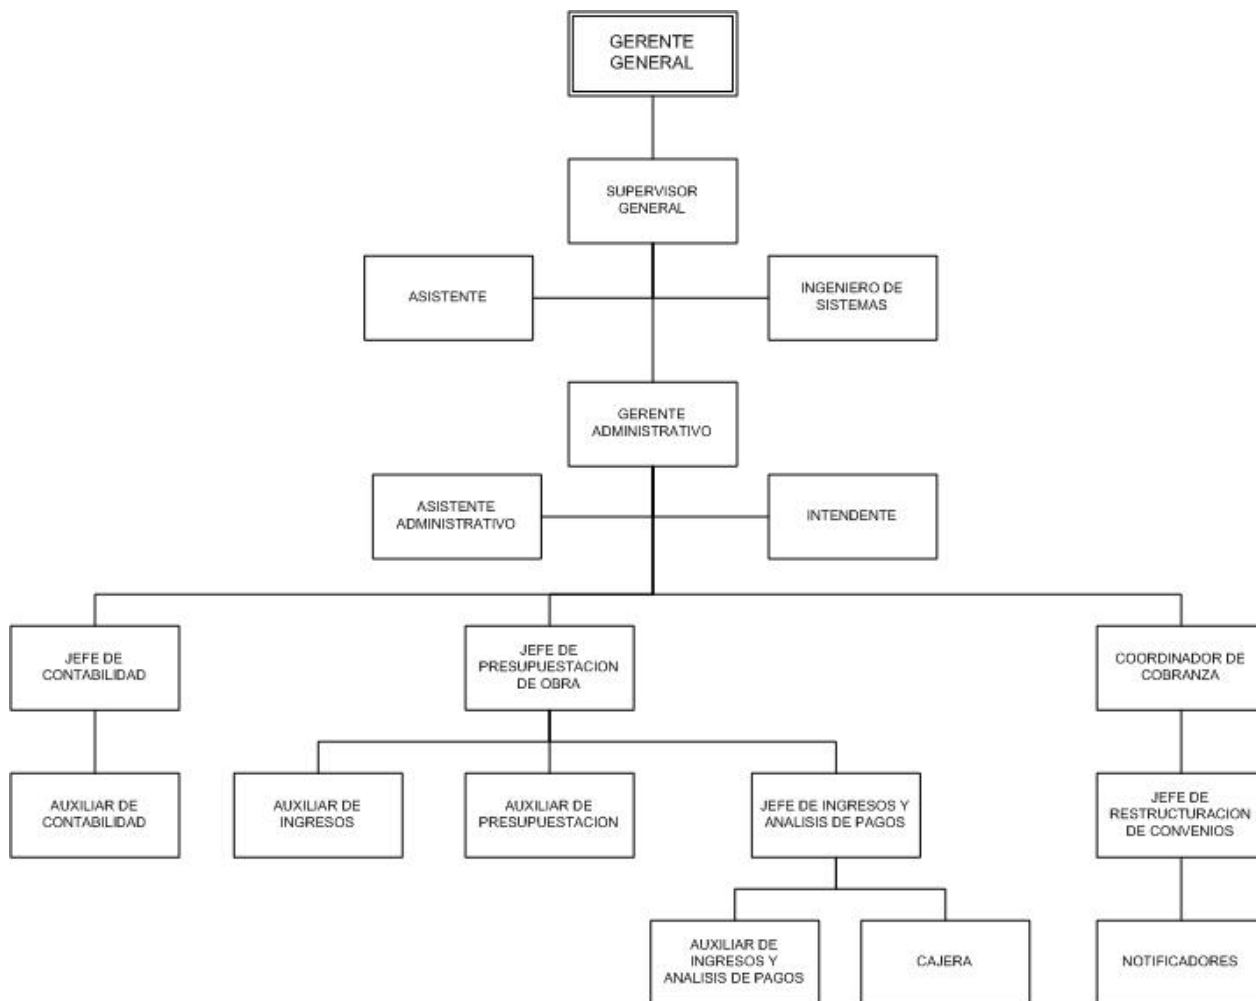 GERENTE
GENERAL
SUPERVISOR
GENERAL
ASISTENTE
INGENIERO DE
SISTEMAS
GERENTE
ADMINISTRATIVO
ASISTENTE
ADMINISTRATIVO
INTENDENTE
JEFE DE
CONTABILIDAD
JEFE DE
PRESUPUESTACION
DE OBRA
COORDINADOR DE
COBRANZA
AUXILIAR DE
CONTABILIDAD
AUXILIAR DE
INGRESOS
AUXILIAR DE
PRESUPUESTACION
JEFE DE INGRESOS Y
ANALISIS DE PAGOS
JEFE DE
RESTRUCTURACION
DE CONVENIOS
AUXILIAR DE
INGRESOS Y
ANALISIS DE PAGOS
CAJERA
NOTIFICADORES